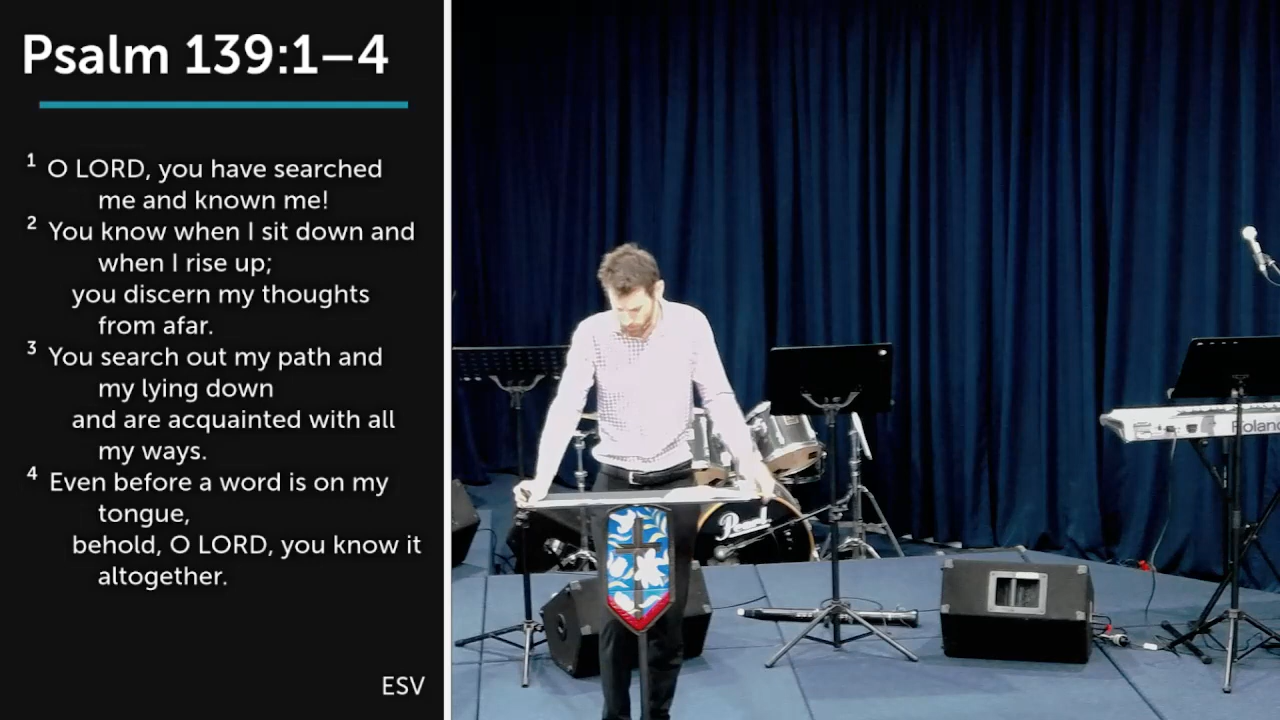 Psalm 139:1–4
1 O LORD, you have searched
me and known me!
2 You know when I sit down and
when I rise up;
you discern my thoughts
from afar.
3 You search out my path and
my lying down
and are acquainted with all
my ways.
4 Even before a word is on my
tongue,
behold, O LORD, you know it
altogether.
ESV
Roland
Pearl